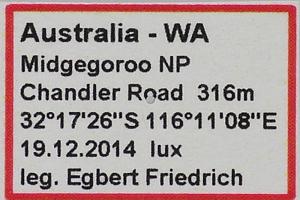 Australia - WA
Midgegoroo NP
Chandler Road 316m
32°17'26"S 116°11'08"E
19.12.2014 lux
leg. Egbert Friedrich